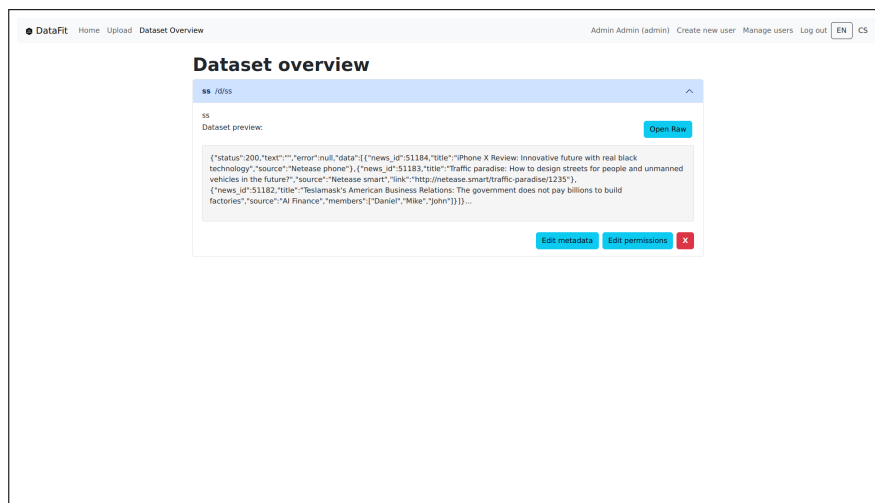 DataFit Home Upload Dataset Overview Admin Admin (admin) Create new user Manage users Log out EN CS
Dataset overview
ss /d/ss
ss
Dataset preview:
Open Raw
{"status":200,"text":"","error":null,"data":[{"news_id":51184,"title":"iPhone X Review: Innovative future with real black
technology","source":"Netease phone"},{"news_id":51183,"title":"Traffic paradise: How to design streets for people and unmanned
vehicles in the future?","source":"Netease smart","link":"http://netease.smart/traffic-paradise/1235"},
{"news_id":51182,"title":"Teslamask's American Business Relations: The government does not pay billions to build
factories","source":"AI Finance","members":["Daniel","Mike","John"]}]}...
Edit metadata Edit permissions X